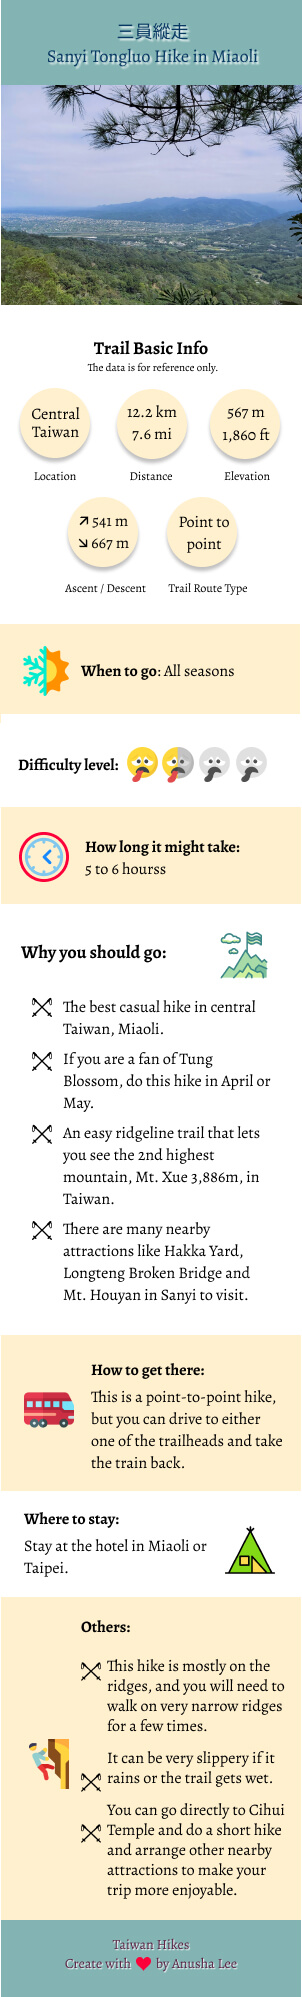 三員縱走
Sanyi Tongluo Hike in Miaoli
Trail Basic Info
The data is for reference only.
Central
Taiwan
Location
12.2 km
7.6 mi
Distance
567 m
1,860 ft
Elevation
↗ 541 m
↘ 667 m
Ascent / Descent
Point to
point
Trail Route Type
When to go: All seasons
Difficulty level:
How long it might take:
5 to 6 hourss
Why you should go:
The best casual hike in central
Taiwan, Miaoli.
If you are a fan of Tung
Blossom, do this hike in April or
May.
An easy ridgeline trail that lets
you see the 2nd highest
mountain, Mt. Xue 3,886m, in
Taiwan.
There are many nearby
attractions like Hakka Yard,
Longteng Broken Bridge and
Mt. Houyan in Sanyi to visit.
How to get there:
This is a point-to-point hike,
but you can drive to either
one of the trailheads and take
the train back.
Where to stay:
Stay at the hotel in Miaoli or
Taipei.
Others:
This hike is mostly on the
ridges, and you will need to
walk on very narrow ridges
for a few times.
It can be very slippery if it
rains or the trail gets wet.
You can go directly to Cihui
Temple and do a short hike
and arrange other nearby
attractions to make your
trip more enjoyable.
Taiwan Hikes
Create with ❤ by Anusha Lee